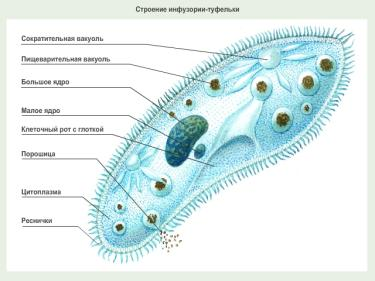 Строение инфузории-туфельки
Сократительная вакуоль
Пищеварительная вакуоль
Большое ядро
Малое ядро
Клеточный рот с глоткой
Порошица
Цитоплазма
Реснички